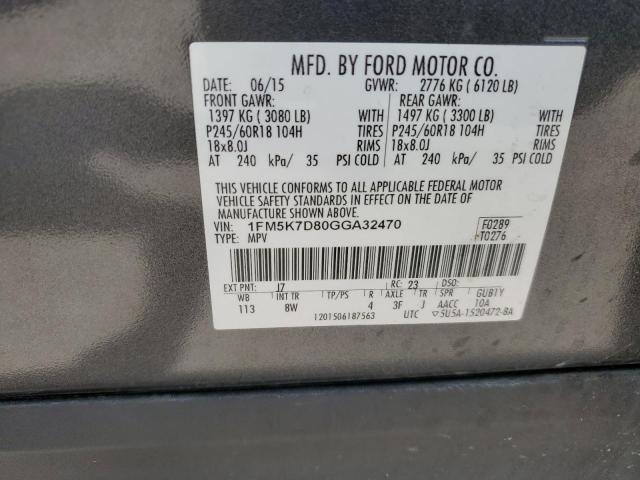 MFD. BY FORD MOTOR CO.
DATE: 06/15 GVWR: 2776 KG ( 6120 LB)
FRONT GAWR: REAR GAWR:
1397 KG ( 3080 LB) WITH 1497 KG ( 3300 LB) WITH
P245/60R18 104H TIRES P245/60R18 104H TIRES
18x8.0J RIMS 18x8.0J RIMS
AT 240 kPa/ 35 PSI COLD AT 240 kPa/ 35 PSI COLD
THIS VEHICLE CONFORMS TO ALL APPLICABLE FEDERAL MOTOR
VEHICLE SAFETY STANDARDS IN EFFECT ON THE DATE OF
MANUFACTURE SHOWN ABOVE.
VIN: 1FM5K7D80GGA32470 F0289
TYPE: MPV T0276
EXT PNT: J7 RC: 23 DSO:
WB INT TR TP/PS R AXLE TR SPR GUB1Y
113 8W 4 3F J AACC 10A
1201506187563 UTC 5U5A-1520472-BA